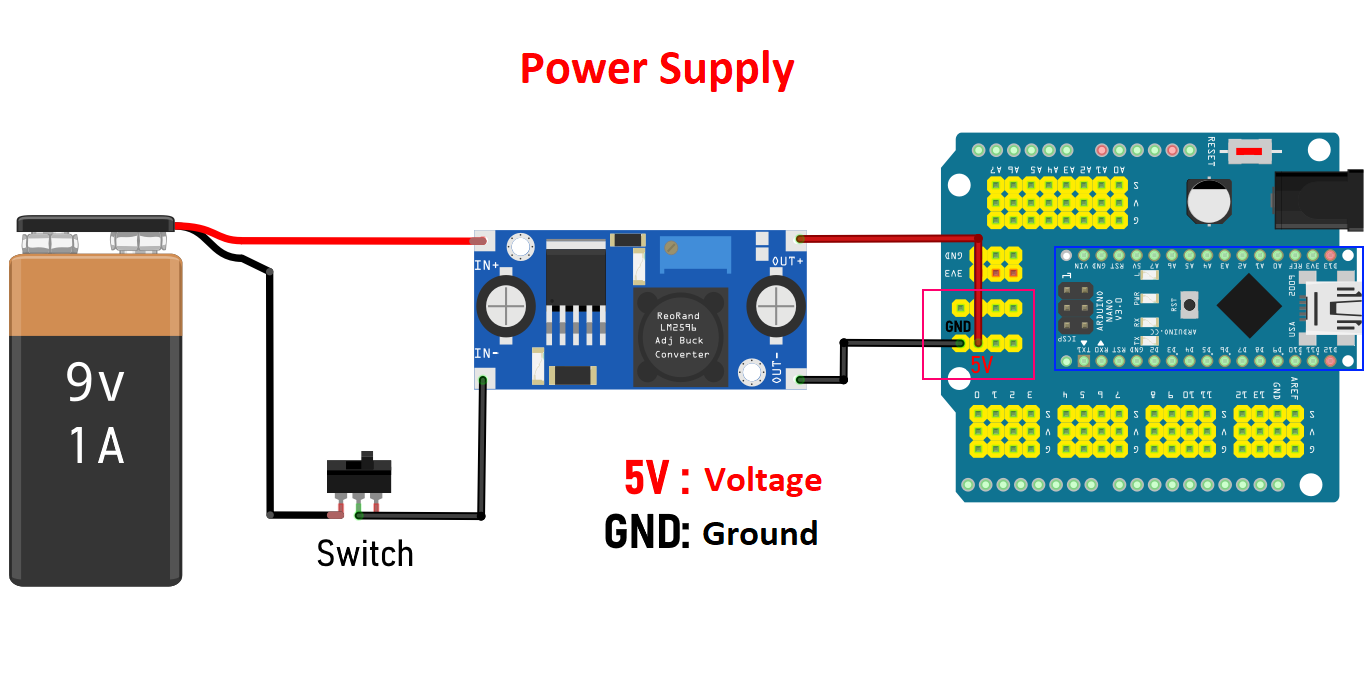 Power Supply
9v
1A
Switch
IN+
IN-
OUT+
OUT-
ReoRand
LM2596
Adj Buck
Converter
5V : Voltage
GND: Ground
RESET
A7 A6 A5 A4 A3 A2 A1 A0
S
V
G
GND
3V3
GND
5V
VIN GND RST 5V A7 A6 A5 A4 A3 A2 A1 A0 REF 3V3 D13
L
PWR
RX
TX
RST
ARDUINO
NANO
V3.0
ARDUINO.CC
ICSP
USA
TX1 RX0 RST GND D2 D3 D4 D5 D6 D7 D8 D9 D10 D11 D12
0 1 2 3 4 5 6 7 8 9 10 11 12 13 GND AREF
S S S S
V V V V
G G G G